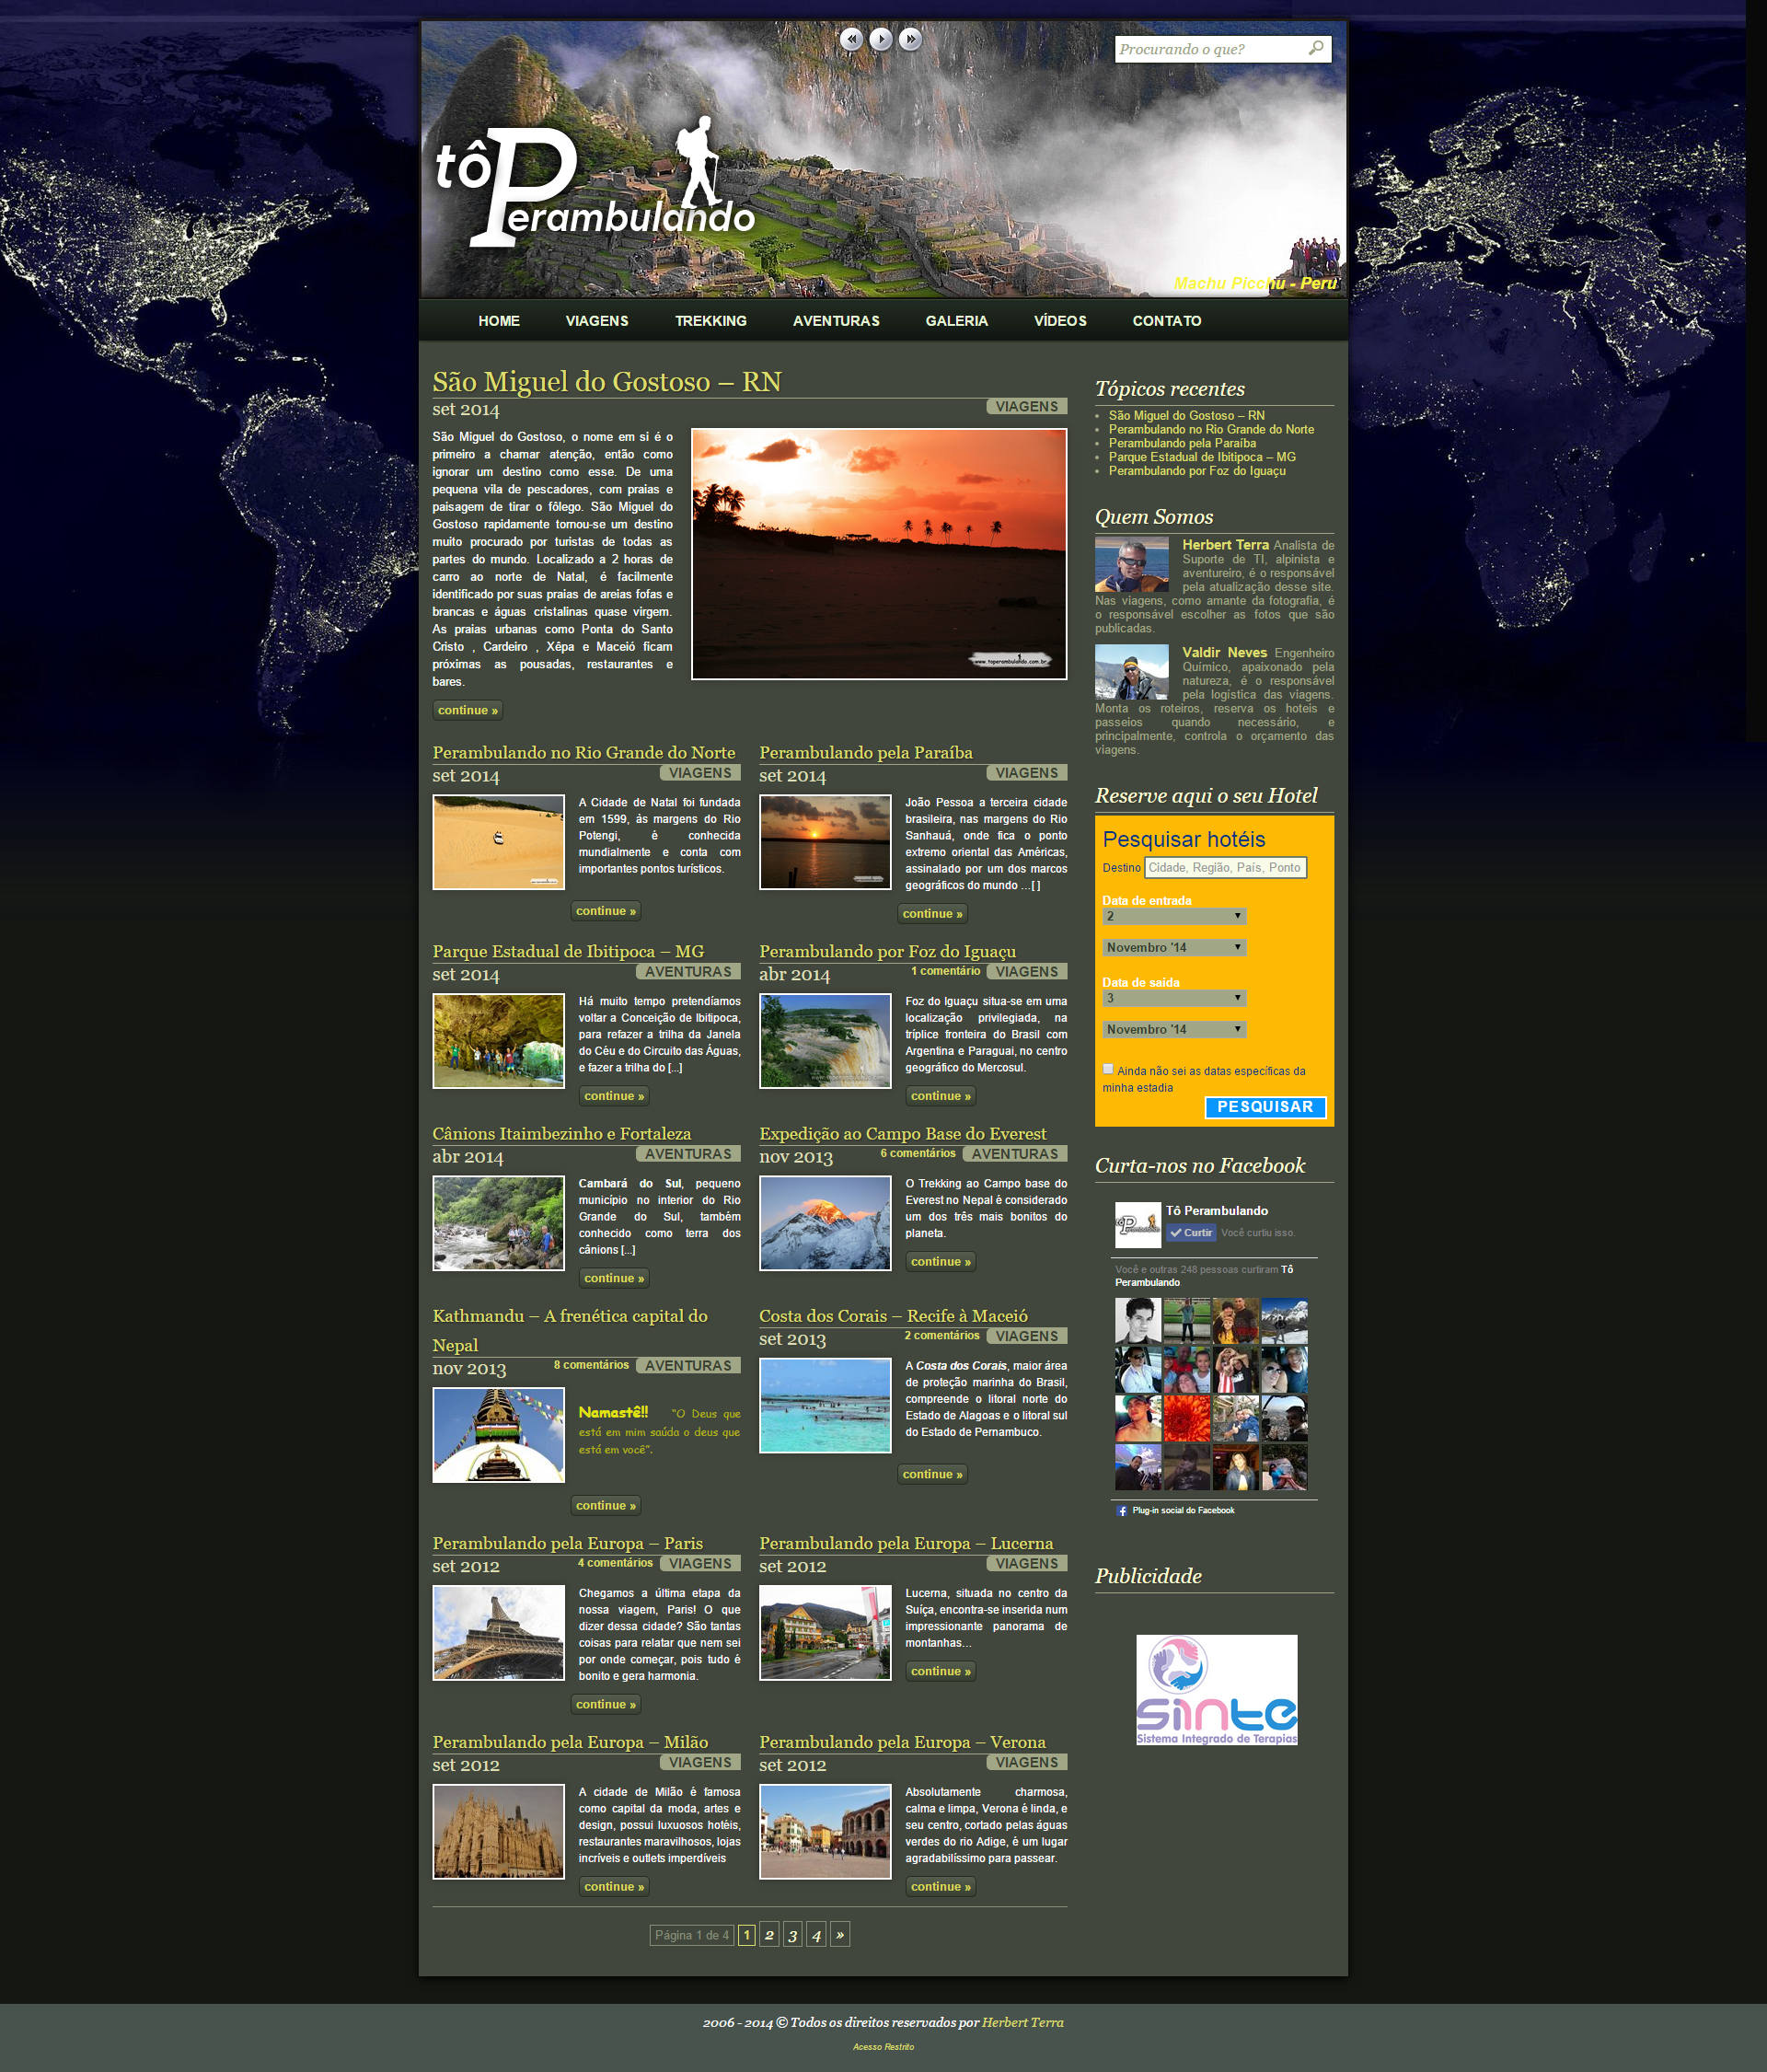 Procurando o que?
tô Perambulando
Machu Picchu - Peru
HOME VIAGENS TREKKING AVENTURAS GALERIA VÍDEOS CONTATO
São Miguel do Gostoso – RN
set 2014 VIAGENS
São Miguel do Gostoso, o nome em si é o
primeiro a chamar atenção, então como
ignorar um destino como esse. De uma
pequena vila de pescadores, com praias e
paisagem de tirar o fôlego. São Miguel do
Gostoso rapidamente tornou-se um destino
muito procurado por turistas de todas as
partes do mundo. Localizado a 2 horas de
carro ao norte de Natal, é facilmente
identificado por suas praias de areias fofas e
brancas e águas cristalinas quase virgem.
As praias urbanas como Ponta do Santo
Cristo , Cardeiro , Xêpa e Maceió ficam
próximas as pousadas, restaurantes e
bares.
www.toperambulando.com.br
continue »
Perambulando no Rio Grande do Norte
set 2014 VIAGENS
A Cidade de Natal foi fundada
em 1599, às margens do Rio
Potengi, é conhecida
mundialmente e conta com
importantes pontos turísticos.
continue »
Perambulando pela Paraíba
set 2014 VIAGENS
João Pessoa a terceira cidade
brasileira, nas margens do Rio
Sanhauá, onde fica o ponto
extremo oriental das Américas,
assinalado por um dos marcos
geográficos do mundo ...[ ]
continue »
Parque Estadual de Ibitipoca – MG
set 2014 AVENTURAS
Há muito tempo pretendíamos
voltar a Conceição de Ibitipoca,
para refazer a trilha da Janela
do Céu e do Circuito das Águas,
e fazer a trilha do [...]
continue »
Perambulando por Foz do Iguaçu
abr 2014 1 comentário VIAGENS
Foz do Iguaçu situa-se em uma
localização privilegiada, na
tríplice fronteira do Brasil com
Argentina e Paraguai, no centro
geográfico do Mercosul.
continue »
Cânions Itaimbezinho e Fortaleza
abr 2014 AVENTURAS
Cambará do Sul, pequeno
município no interior do Rio
Grande do Sul, também
conhecido como terra dos
cânions [...]
continue »
Expedição ao Campo Base do Everest
nov 2013 6 comentários AVENTURAS
O Trekking ao Campo base do
Everest no Nepal é considerado
um dos três mais bonitos do
planeta.
continue »
Kathmandu – A frenética capital do
Nepal
nov 2013 8 comentários AVENTURAS
Namastê!! "O Deus que
está em mim saúda o deus que
está em você".
continue »
Costa dos Corais – Recife à Maceió
set 2013 2 comentários VIAGENS
A Costa dos Corais, maior área
de proteção marinha do Brasil,
compreende o litoral norte do
Estado de Alagoas e o litoral sul
do Estado de Pernambuco.
continue »
Perambulando pela Europa – Paris
set 2012 4 comentários VIAGENS
Chegamos a última etapa da
nossa viagem, Paris! O que
dizer dessa cidade? São tantas
coisas para relatar que nem sei
por onde começar, pois tudo é
bonito e gera harmonia.
continue »
Perambulando pela Europa – Lucerna
set 2012 VIAGENS
Lucerna, situada no centro da
Suíça, encontra-se inserida num
impressionante panorama de
montanhas...
continue »
Perambulando pela Europa – Milão
set 2012 VIAGENS
A cidade de Milão é famosa
como capital da moda, artes e
design, possui luxuosos hotéis,
restaurantes maravilhosos, lojas
incríveis e outlets imperdíveis
continue »
Perambulando pela Europa – Verona
set 2012 VIAGENS
Absolutamente charmosa,
calma e limpa, Verona é linda, e
seu centro, cortado pelas águas
verdes do rio Adige, é um lugar
agradabilíssimo para passear.
continue »
Página 1 de 4 1 2 3 4 »
Tópicos recentes
São Miguel do Gostoso – RN
Perambulando no Rio Grande do Norte
Perambulando pela Paraíba
Parque Estadual de Ibitipoca – MG
Perambulando por Foz do Iguaçu
Quem Somos
Herbert Terra Analista de
Suporte de TI, alpinista e
aventureiro, é o responsável
pela atualização desse site.
Nas viagens, como amante da fotografia, é
o responsável escolher as fotos que são
publicadas.
Valdir Neves Engenheiro
Químico, apaixonado pela
natureza, é o responsável
pela logística das viagens.
Monta os roteiros, reserva os hoteis e
passeios quando necessário, e
principalmente, controla o orçamento das
viagens.
Reserve aqui o seu Hotel
Pesquisar hotéis
Destino Cidade, Região, País, Ponto
Data de entrada
2
Novembro '14
Data de saída
3
Novembro '14
Ainda não sei as datas específicas da
minha estadia
PESQUISAR
Curta-nos no Facebook
Tô Perambulando
Curtir Você curtiu isso.
Você e outras 248 pessoas curtiram Tô
Perambulando.
Plug-in social do Facebook
Publicidade
Siinte
Sistema Integrado de Terapias
2006 - 2014 © Todos os direitos reservados por Herbert Terra
Acesso Restrito